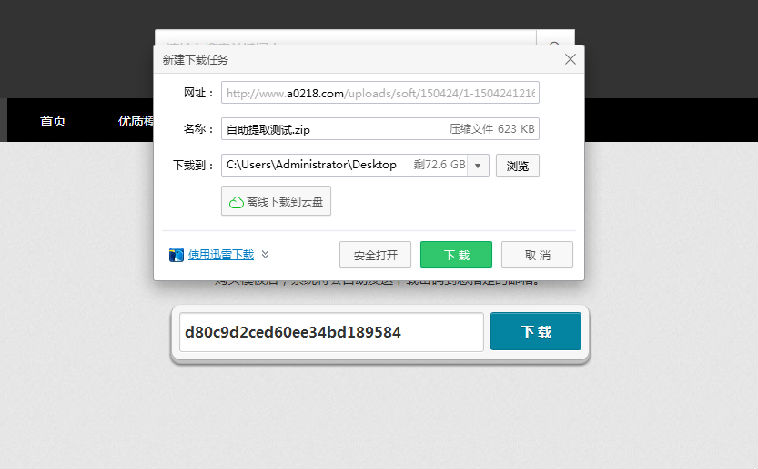 新建下载任务
网址： http://www.a0218.com/uploads/soft/150424/1-1504241216
名称： 自助提取测试.zip 压缩文件 623 KB
下载到： C:\Users\Administrator\Desktop 剩72.6 GB 浏览
离线下载到云盘
使用迅雷下载 安全打开 下载 取消
首页 优质模
d80c9d2ced60ee34bd189584 下载